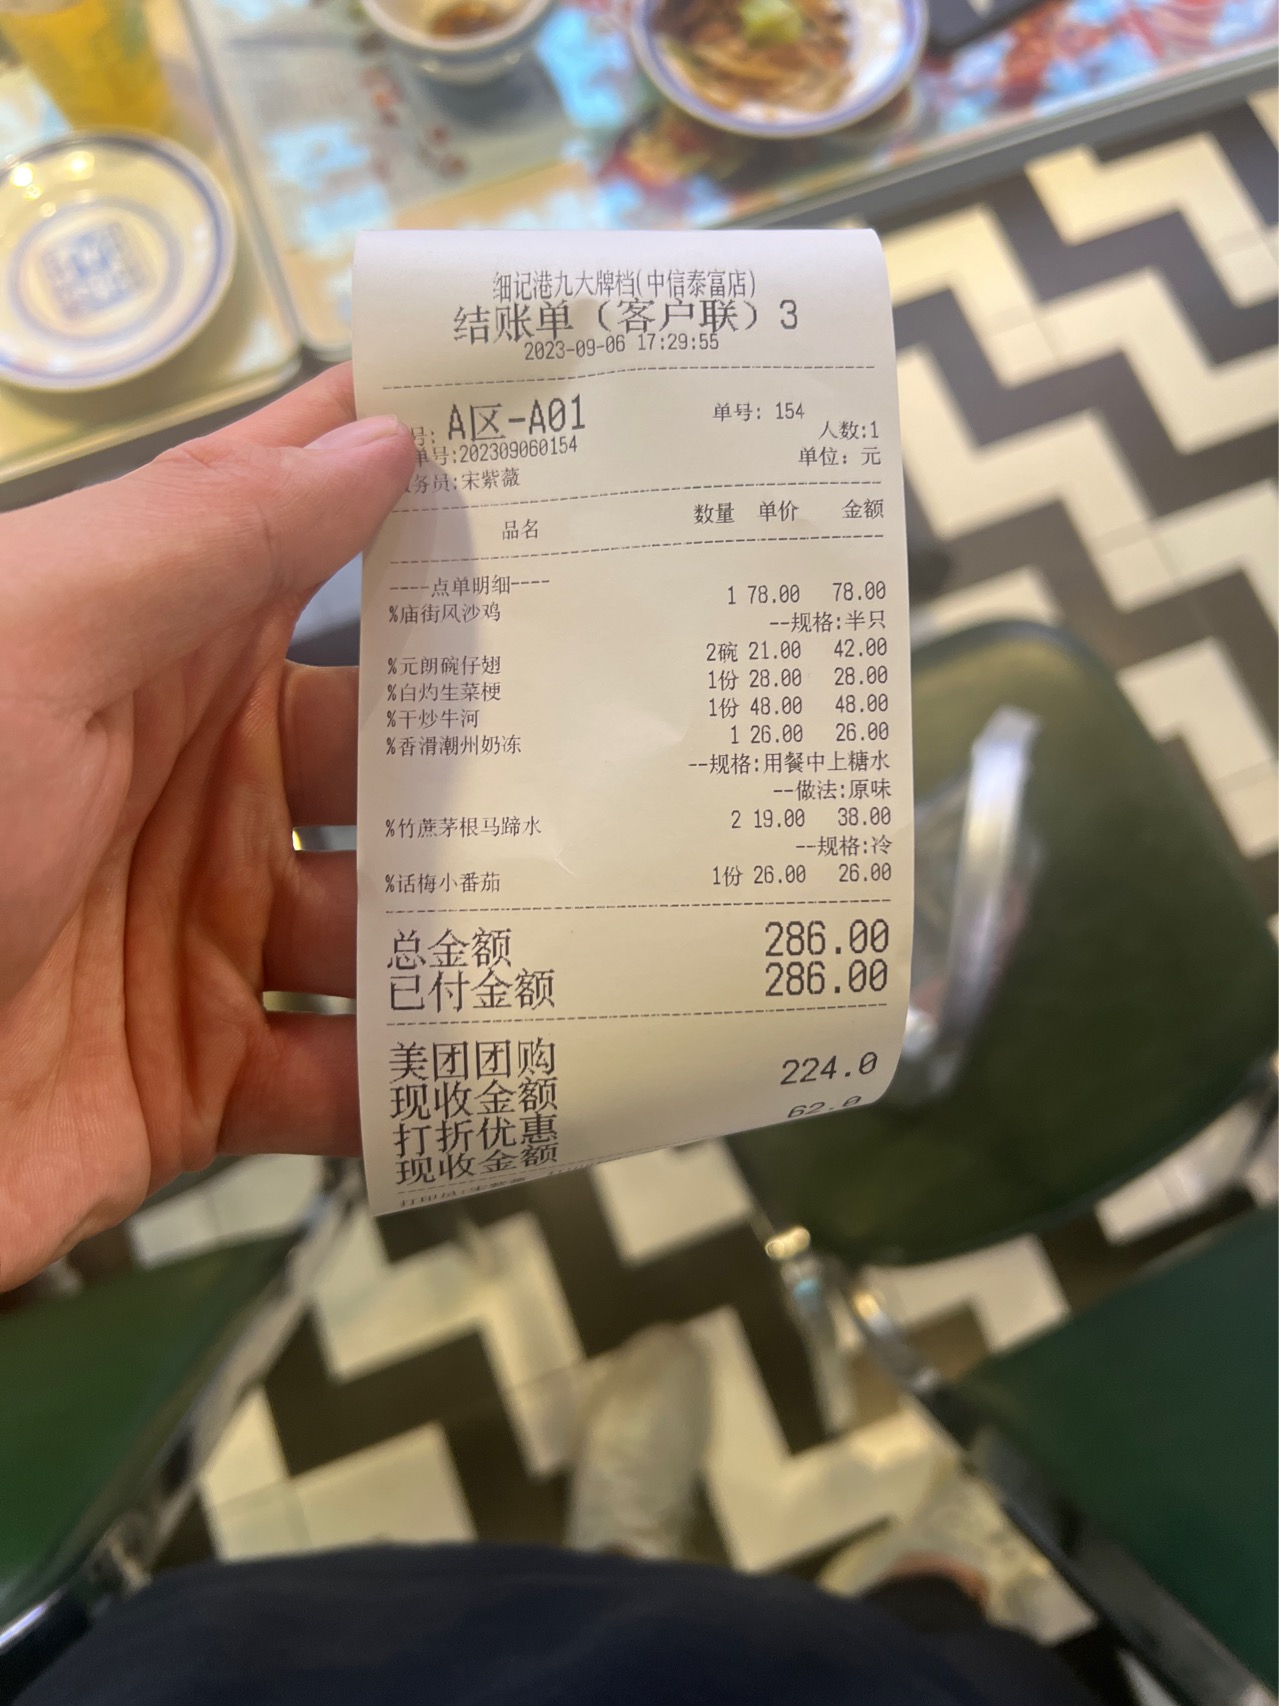 细记港九大牌档(中信泰富店)
结账单（客户联）3
2023-09-06 17:29:55
号: A区-A01 单号: 154
单号:202309060154 人数:1
务员:宋紫薇 单位: 元
品名 数量 单价 金额
----点单明细----
%庙街风沙鸡 1 78.00 78.00
--规格:半只
%元朗碗仔翅 2碗 21.00 42.00
%白灼生菜梗 1份 28.00 28.00
%干炒牛河 1份 48.00 48.00
%香滑潮州奶冻 1 26.00 26.00
--规格:用餐中上糖水
--做法:原味
%竹蔗茅根马蹄水 2 19.00 38.00
--规格:冷
%话梅小番茄 1份 26.00 26.00
总金额 286.00
已付金额 286.00
美团团购
现收金额 224.0
打折优惠
现收金额 62.0